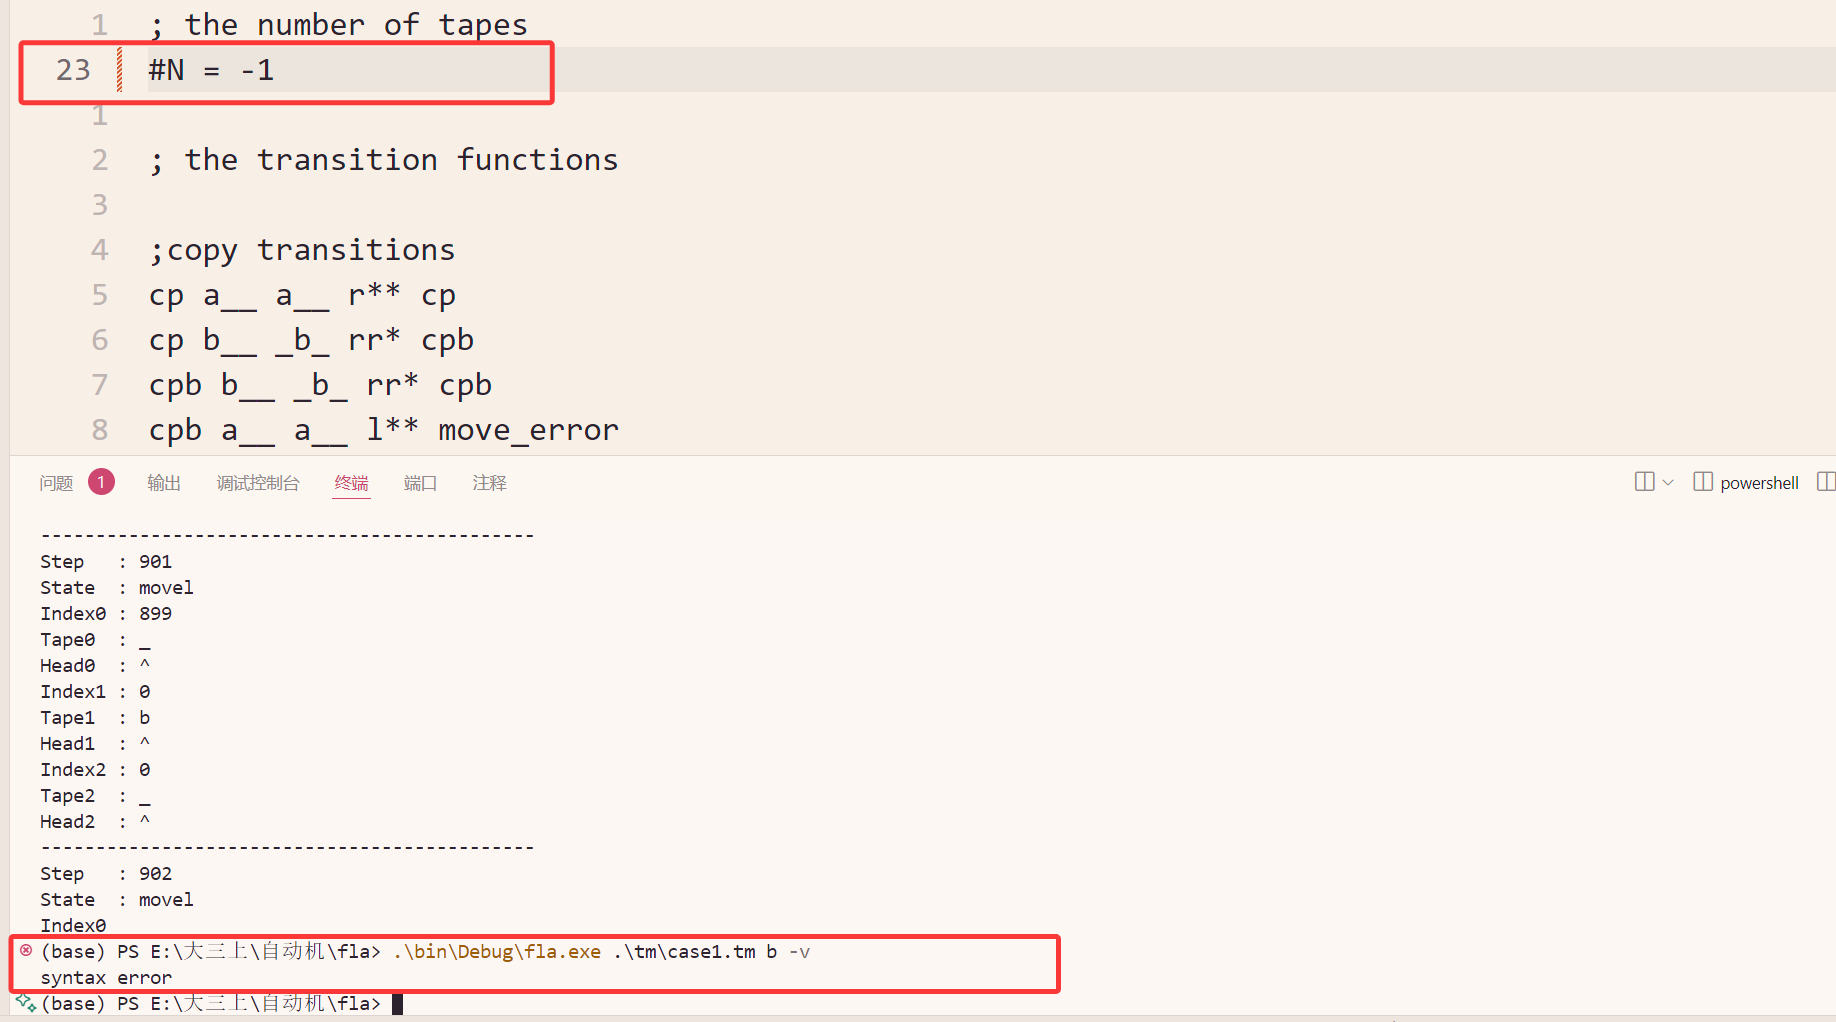 1 ; the number of tapes
23 #N = -1
1
2 ; the transition functions
3
4 ;copy transitions
5 cp a__ a__ r** cp
6 cp b__ _b_ rr* cpb
7 cpb b__ _b_ rr* cpb
8 cpb a__ a__ l** move_error
问题 1 输出 调试控制台 终端 端口 注释 powershell
---------------------------------------------
Step : 901
State : movel
Index0 : 899
Tape0 : _
Head0 : ^
Index1 : 0
Tape1 : b
Head1 : ^
Index2 : 0
Tape2 : _
Head2 : ^
---------------------------------------------
Step : 902
State : movel
Index0
(base) PS E:\大三上\自动机\fla> .\bin\Debug\fla.exe .\tm\case1.tm b -v
syntax error
(base) PS E:\大三上\自动机\fla>